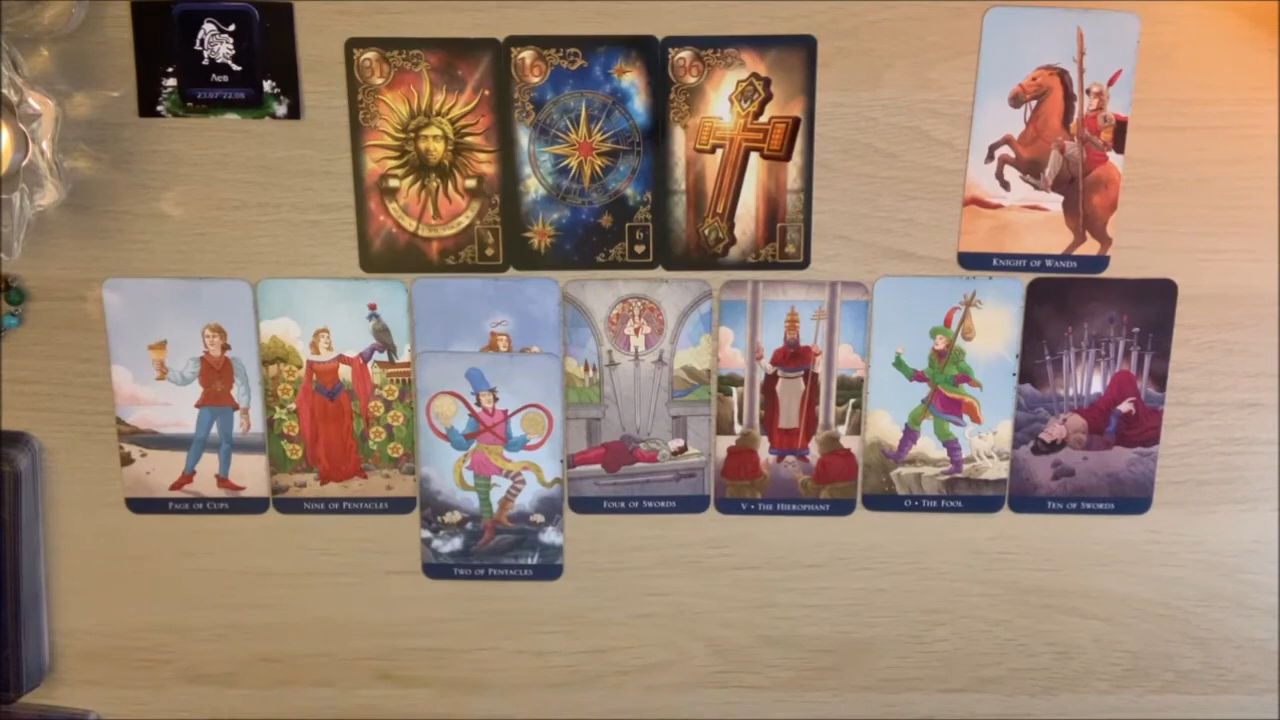 Лев
23.07-22.08
31
16
36
6
KNIGHT OF WANDS
PAGE OF CUPS
NINE OF PENTACLES
TWO OF PENTACLES
FOUR OF SWORDS
V • THE HIEROPHANT
0 • THE FOOL
TEN OF SWORDS